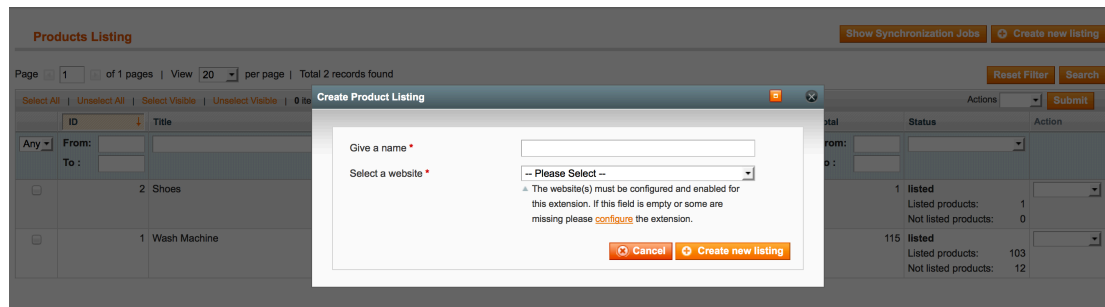 Products Listing
Show Synchronization Jobs
Create new listing
Page 1 of 1 pages | View 20 per page | Total 2 records found
Reset Filter
Search
Select All | Unselect All | Select Visible | Unselect Visible | 0
Create Product Listing
Actions
Submit
ID
Title
Status
Action
Any
From:
To :
Give a name *
Select a website *
-- Please Select --
The website(s) must be configured and enabled for
this extension. If this field is empty or some are
missing please configure the extension.
Cancel
Create new listing
2 Shoes
1 listed
Listed products: 1
Not listed products: 0
1 Wash Machine
115 listed
Listed products: 103
Not listed products: 12